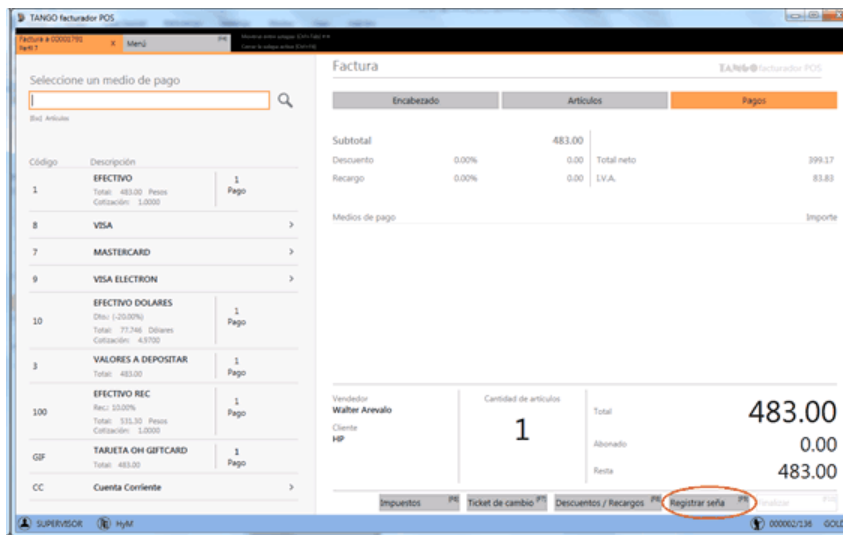 TANGO facturador POS
Factura a 00001791
Perfil 7
x
Menú
Seleccione un medio de pago
[Esc] Artículos
Código Descripción
1 EFECTIVO 1 Pago
Total: 483.00 Pesos
Cotización: 1.0000
8 VISA
7 MASTERCARD
9 VISA ELECTRON
10 EFECTIVO DOLARES 1 Pago
Dto.: (-20.00%)
Total: 77.746 Dólares
Cotización: 4.9700
3 VALORES A DEPOSITAR 1 Pago
Total: 483.00
100 EFECTIVO REC 1 Pago
Rec.: 10.00%
Total: 531.30 Pesos
Cotización: 1.0000
GIF TARJETA OH GIFTCARD 1 Pago
Total: 483.00
CC Cuenta Corriente
Factura
TANGO facturador POS
Encabezado Artículos Pagos
Subtotal 483.00
Descuento 0.00% 0.00 Total neto 399.17
Recargo 0.00% 0.00 I.V.A. 83.83
Medios de pago Importe
Vendedor
Walter Arevalo
Cliente
HP
Cantidad de artículos
1
Total 483.00
Abonado 0.00
Resta 483.00
Impuestos Ticket de cambio Descuentos / Recargos Registrar seña Finalizar
SUPERVISOR HyM 000002/136